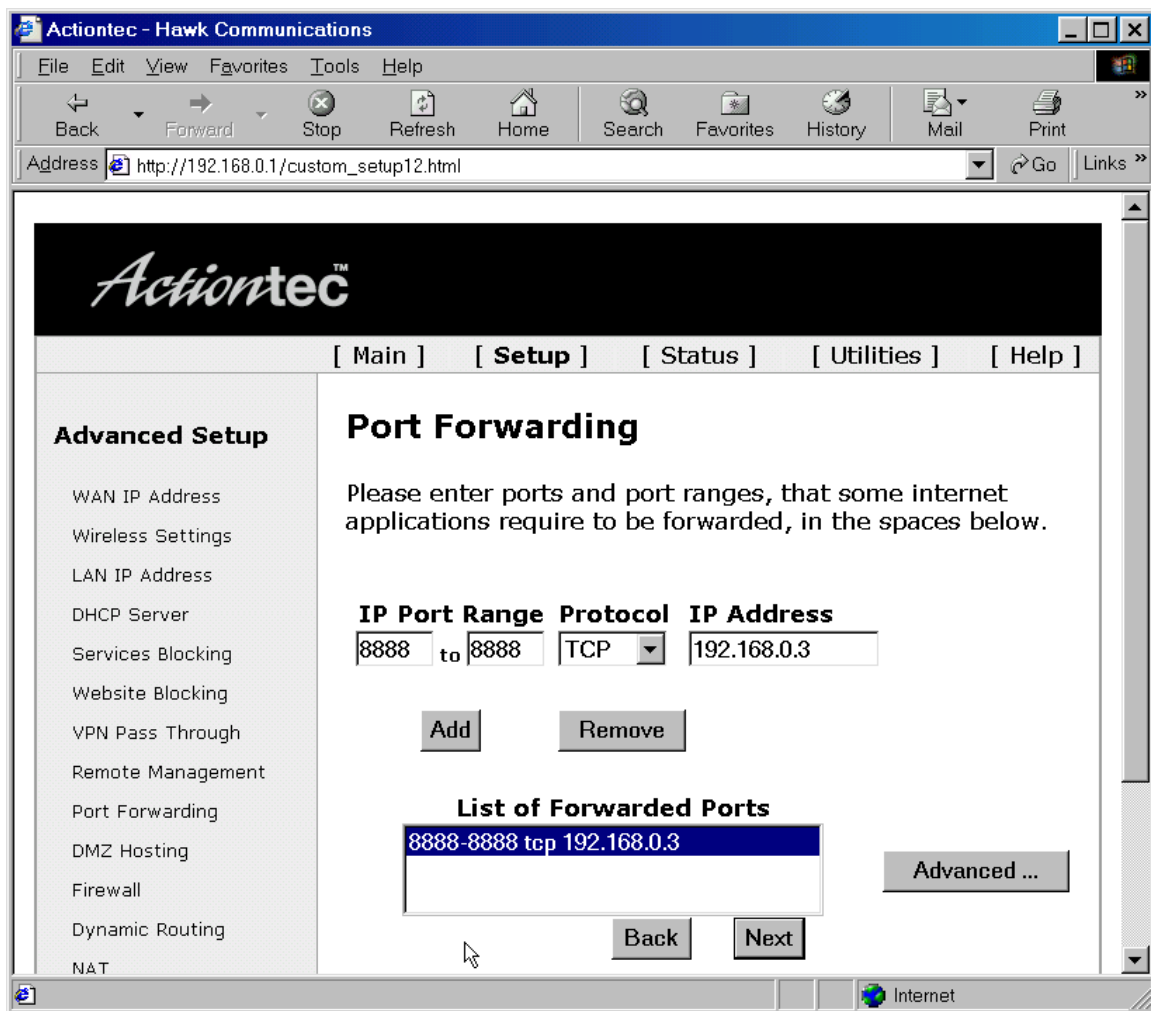 Actiontec - Hawk Communications
File Edit View Favorites Tools Help
Back Forward Stop Refresh Home Search Favorites History Mail Print »
Address http://192.168.0.1/custom_setup12.html Go Links »
Actiontec™
[ Main ] [ Setup ] [ Status ] [ Utilities ] [ Help ]
Advanced Setup
WAN IP Address
Wireless Settings
LAN IP Address
DHCP Server
Services Blocking
Website Blocking
VPN Pass Through
Remote Management
Port Forwarding
DMZ Hosting
Firewall
Dynamic Routing
NAT
Port Forwarding
Please enter ports and port ranges, that some internet
applications require to be forwarded, in the spaces below.
IP Port Range Protocol IP Address
8888 to 8888 TCP 192.168.0.3
Add Remove
List of Forwarded Ports
8888-8888 tcp 192.168.0.3
Advanced ...
Back Next
Internet